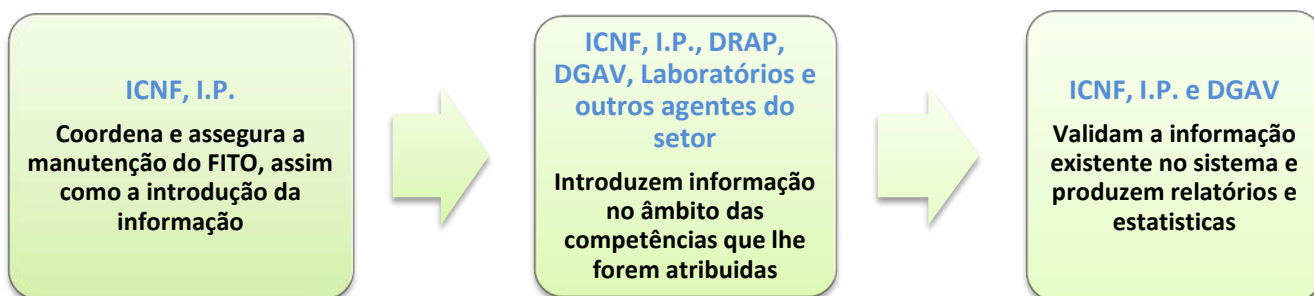 ICNF, I.P.
Coordena e assegura a
manutenção do FITO, assim
como a introdução da
informação
ICNF, I.P., DRAP,
DGAV, Laboratórios e
outros agentes do
setor
Introduzem informação
no âmbito das
competências que lhe
forem atribuidas
ICNF, I.P. e DGAV
Validam a informação
existente no sistema e
produzem relatórios e
estatisticas